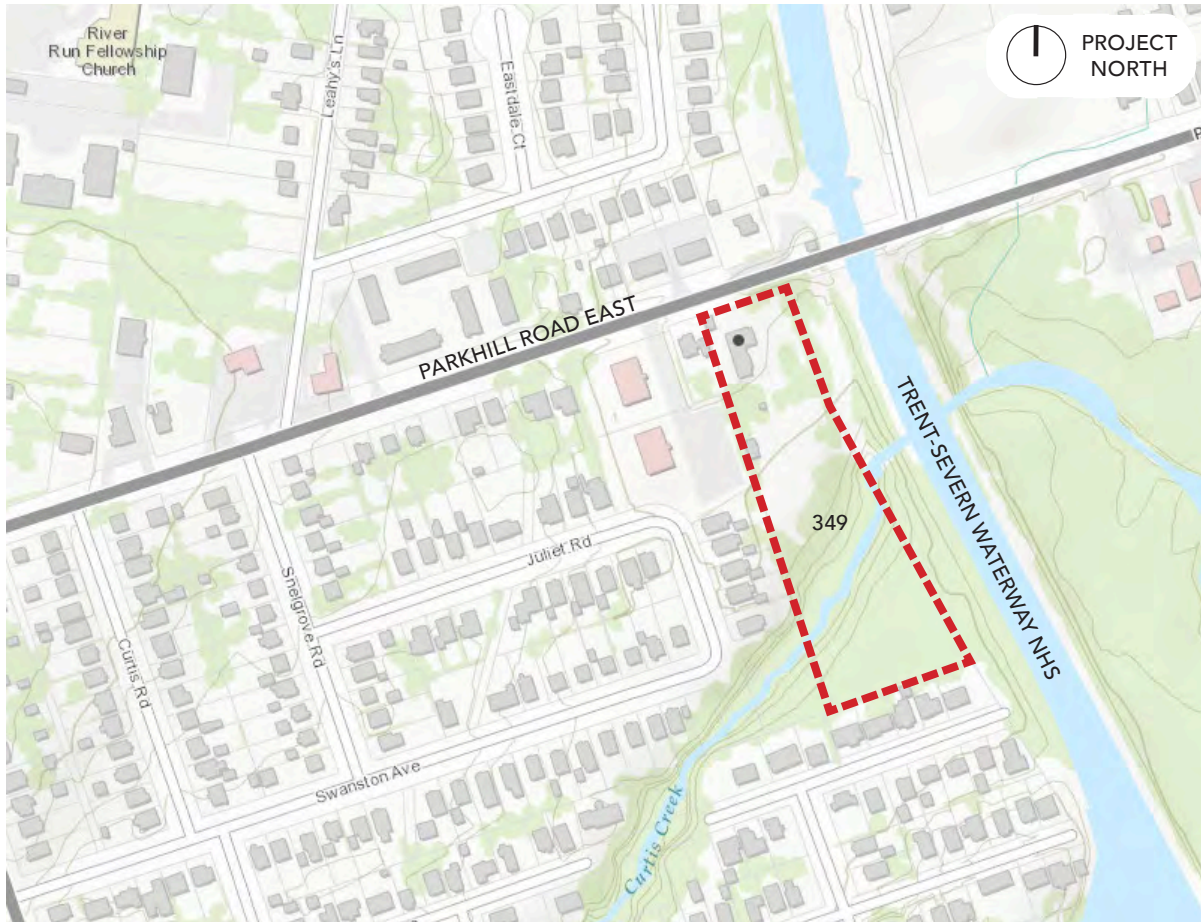 River
Run Fellowship
Church
Leahy's Ln
Eastdale Ct
PROJECT
NORTH
P
PARKHILL ROAD EAST
TRENT-SEVERN WATERWAY NHS
349
Juliet Rd
Snelgrove Rd
Curtis Rd
Swanston Ave
Curtis Creek